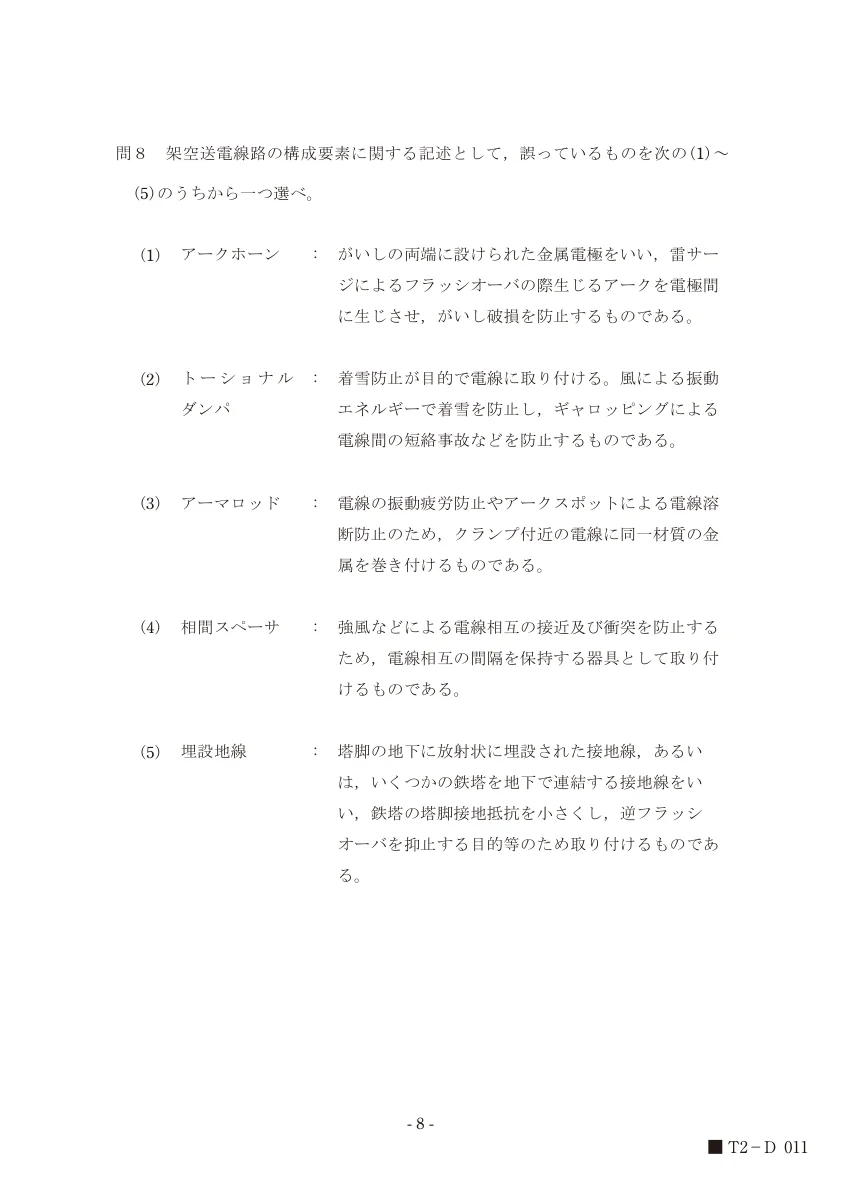 問８　架空送電線路の構成要素に関する記述として，誤っているものを次の(1)～
(5)のうちから一つ選べ。
(1)　アークホーン　：　がいしの両端に設けられた金属電極をいい，雷サー
ジによるフラッシオーバの際生じるアークを電極間
に生じさせ，がいし破損を防止するものである。
(2)　トーショナル　：　着雪防止が目的で電線に取り付ける。風による振動
ダンパ　エネルギーで着雪を防止し，ギャロッピングによる
電線間の短絡事故などを防止するものである。
(3)　アーマロッド　：　電線の振動疲労防止やアークスポットによる電線溶
断防止のため，クランプ付近の電線に同一材質の金
属を巻き付けるものである。
(4)　相間スペーサ　：　強風などによる電線相互の接近及び衝突を防止する
ため，電線相互の間隔を保持する器具として取り付
けるものである。
(5)　埋設地線　：　塔脚の地下に放射状に埋設された接地線，あるい
は，いくつかの鉄塔を地下で連結する接地線をい
い，鉄塔の塔脚接地抵抗を小さくし，逆フラッシ
オーバを抑止する目的等のため取り付けるものであ
る。
- 8 -
■ T2－D 011